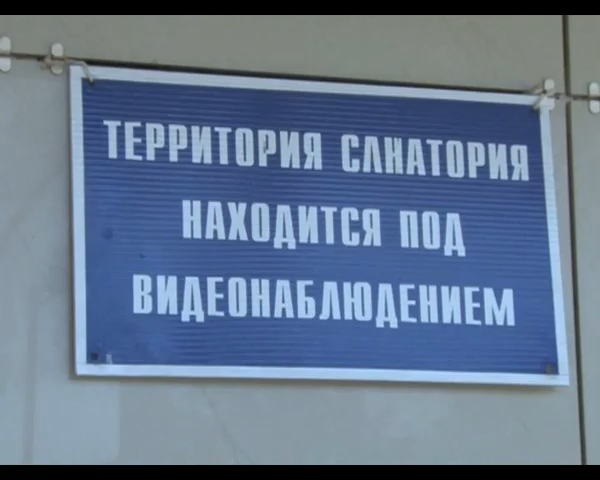 ТЕРРИТОРИЯ САНАТОРИЯ
НАХОДИТСЯ ПОД
ВИДЕОНАБЛЮДЕНИЕМ